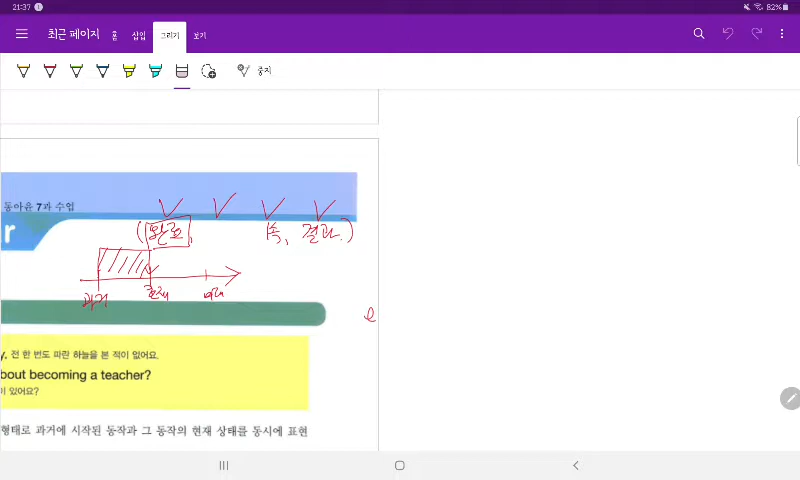 21:37
82%
최근 페이지 홈 삽입 그리기 보기
중지
동아윤 7과 수업
r
(완료, 속, 결과.)
과거 현재 미래
e
y. 전 한 번도 파란 하늘을 본 적이 없어요.
bout becoming a teacher?
이 있어요?
형태로 과거에 시작된 동작과 그 동작의 현재 상태를 동시에 표현